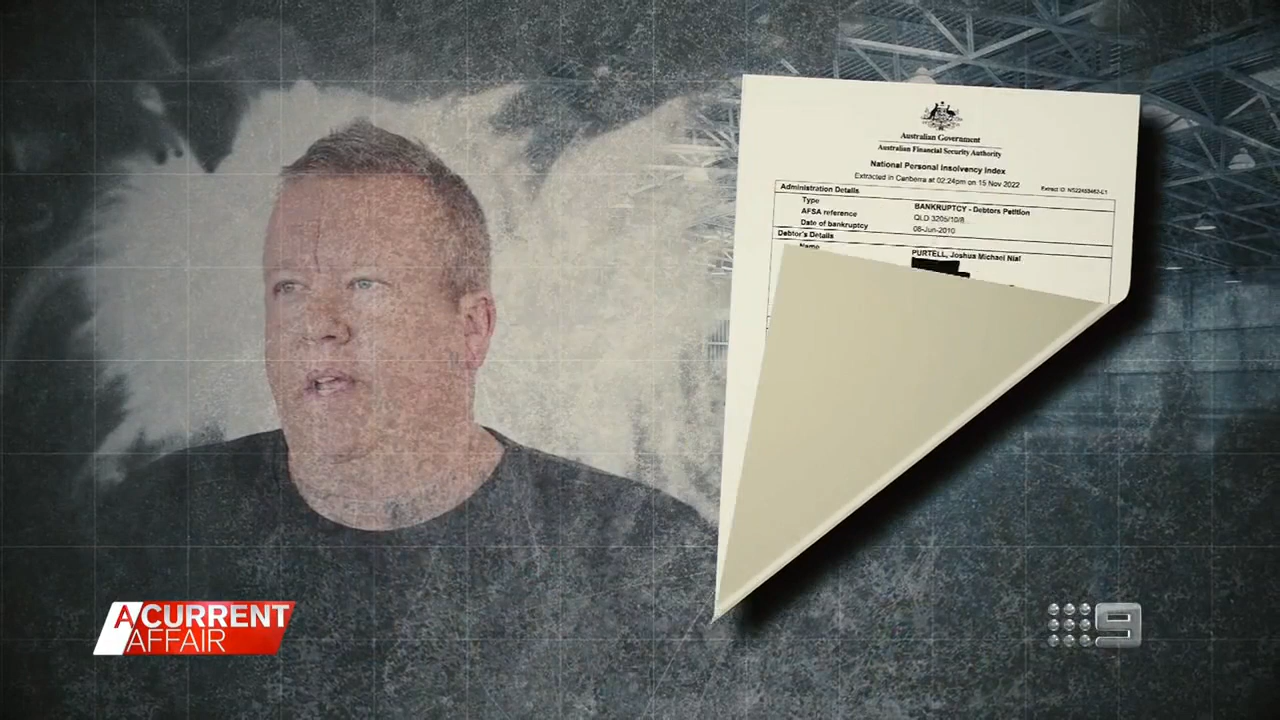 Australian Government
Australian Financial Security Authority
National Personal Insolvency Index
Extracted in Canberra at 02:24pm on 15 Nov 2022
Administration Details
Type BANKRUPTCY - Debtors Petition
AFSA reference QLD 3205/10/8
Date of bankruptcy 08-Jun-2010
Debtor's Details
Name PURTELL, Joshua Michael Nial
A CURRENT
AFFAIR
9